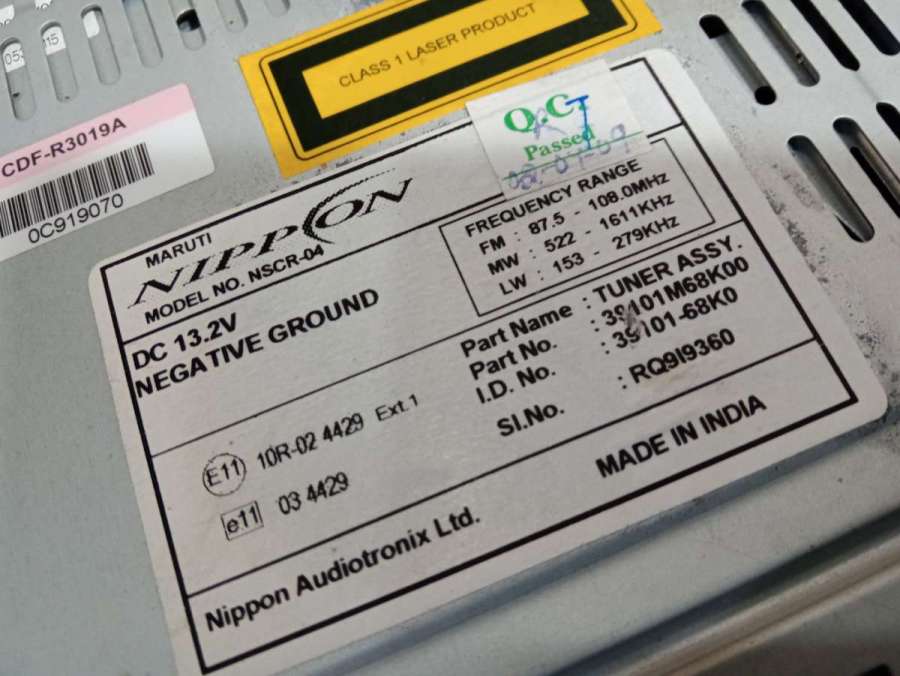 CLASS 1 LASER PRODUCT
CDF-R3019A
0C919070
Q.C.
Passed
MARUTI
NIPPON
MODEL NO. NSCR-04
FREQUENCY RANGE
FM : 87.5 - 108.0MHz
MW : 522 - 1611KHz
LW : 153 - 279KHz
DC 13.2V
NEGATIVE GROUND
Part Name : TUNER ASSY.
Part No. : 39101M68K00
I.D. No. : 39101-68K0
SI.No. : RQ9I9360
E11 10R-02 4429 Ext.1
e11 03 4429
MADE IN INDIA
Nippon Audiotronix Ltd.